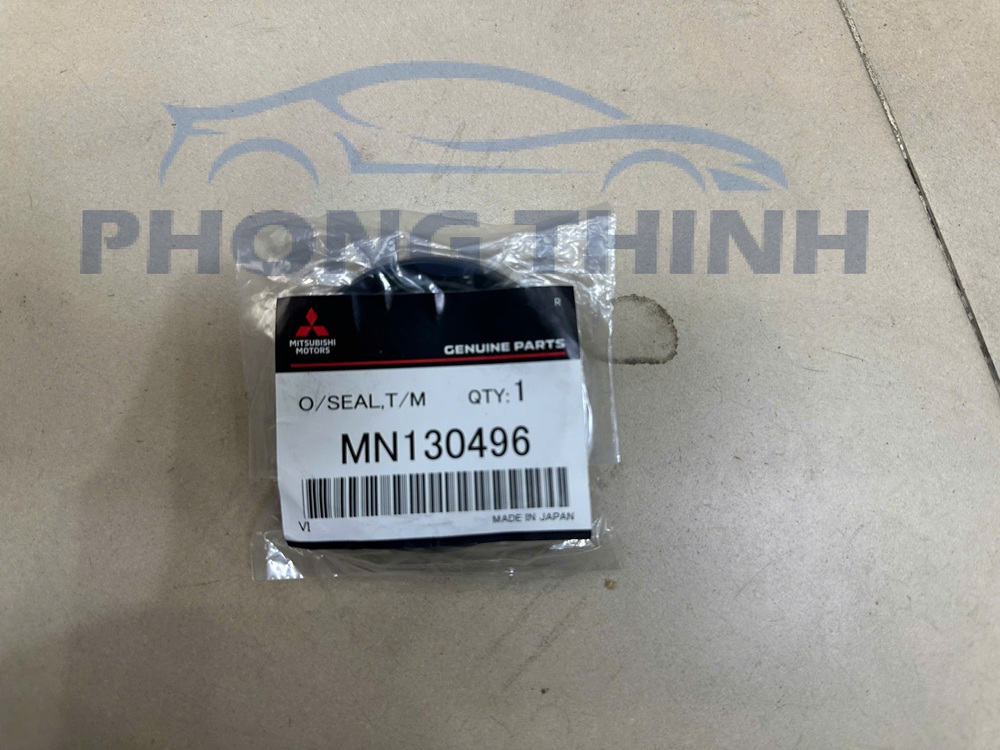 PHONG THINH
R
MITSUBISHI
MOTORS
GENUINE PARTS
O/SEAL,T/M QTY: 1
MN130496
VI
MADE IN JAPAN